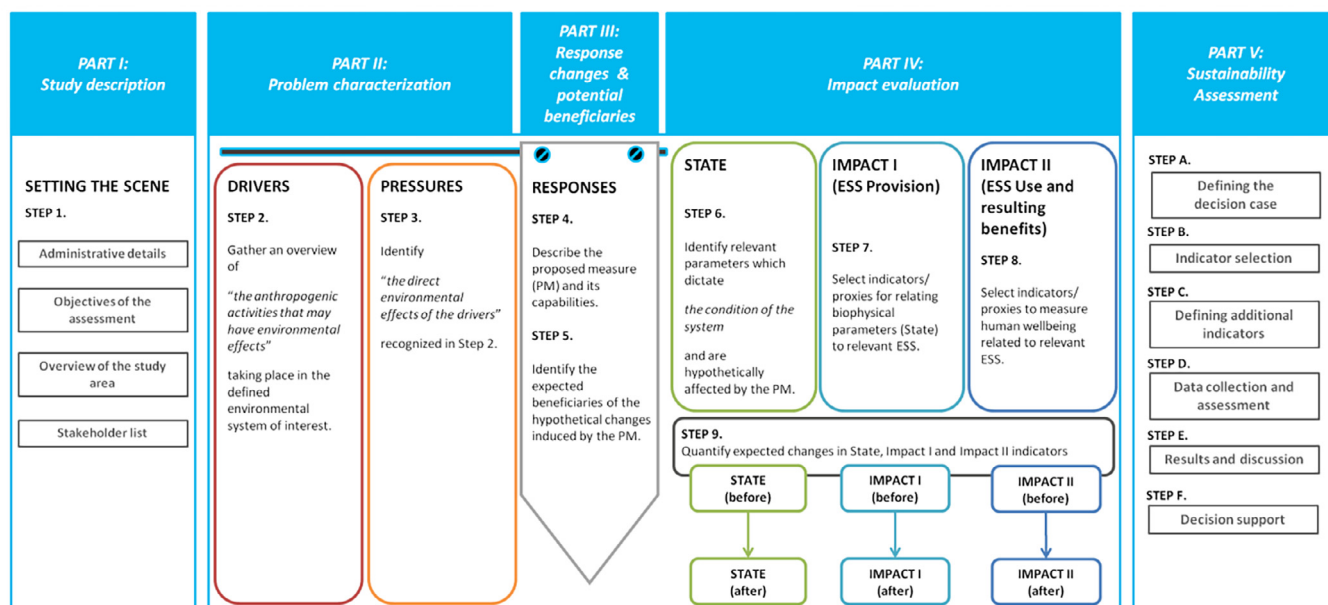 PART I:
Study description
PART II:
Problem characterization
PART III:
Response
changes &
potential
beneficiaries
PART IV:
Impact evaluation
PART V:
Sustainability
Assessment
SETTING THE SCENE
STEP 1.
Administrative details
Objectives of the
assessment
Overview of the study
area
Stakeholder list
DRIVERS
STEP 2.
Gather an overview
of
"the anthropogenic
activities that may
have environmental
effects"
taking place in the
defined
environmental
system of interest.
PRESSURES
STEP 3.
Identify
"the direct
environmental
effects of the drivers"
recognized in Step 2.
RESPONSES
STEP 4.
Describe the
proposed measure
(PM) and its
capabilities.
STEP 5.
Identify the
expected
beneficiaries of the
hypothetical changes
induced by the PM.
STATE
STEP 6.
Identify relevant
parameters which
dictate
the condition of the
system
and are
hypothetically
affected by the PM.
IMPACT I
(ESS Provision)
STEP 7.
Select indicators/
proxies for relating
biophysical
parameters (State)
to relevant ESS.
IMPACT II
(ESS Use and
resulting
benefits)
STEP 8.
Select indicators/
proxies to measure
human wellbeing
related to relevant
ESS.
STEP 9.
Quantify expected changes in State, Impact I and Impact II indicators
STATE
(before)
IMPACT I
(before)
IMPACT II
(before)
STATE
(after)
IMPACT I
(after)
IMPACT II
(after)
STEP A.
Defining the
decision case
STEP B.
Indicator selection
STEP C.
Defining additional
indicators
STEP D.
Data collection and
assessment
STEP E.
Results and discussion
STEP F.
Decision support